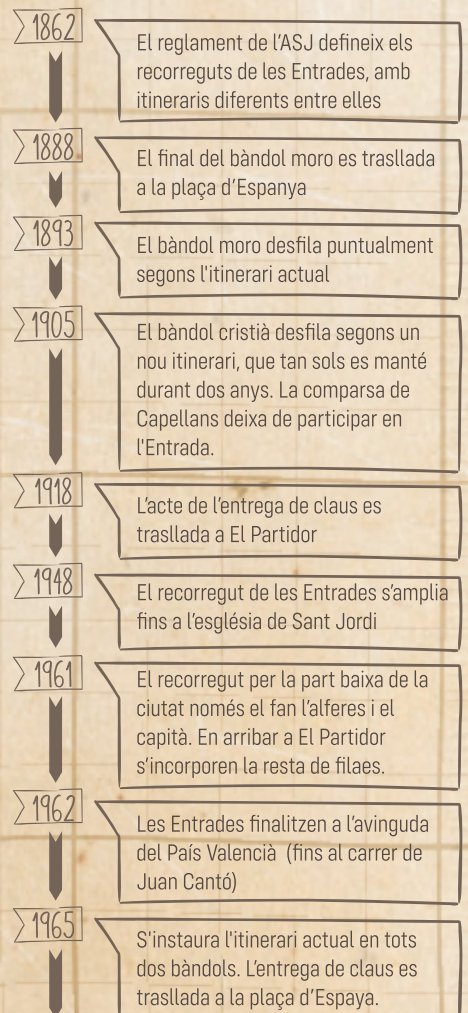 1862
El reglament de l'ASJ defineix els
recorreguts de les Entrades, amb
itineraris diferents entre elles
1888
El final del bàndol moro es trasllada
a la plaça d'Espanya
1893
El bàndol moro desfila puntualment
segons l'itinerari actual
1905
El bàndol cristià desfila segons un
nou itinerari, que tan sols es manté
durant dos anys. La comparsa de
Capellans deixa de participar en
l'Entrada.
1918
L'acte de l'entrega de claus es
trasllada a El Partidor
1948
El recorregut de les Entrades s'amplia
fins a l'església de Sant Jordi
1961
El recorregut per la part baixa de la
ciutat només el fan l'alferes i el
capità. En arribar a El Partidor
s'incorporen la resta de filaes.
1962
Les Entrades finalitzen a l'avinguda
del País Valencià (fins al carrer de
Juan Cantó)
1965
S'instaura l'itinerari actual en tots
dos bàndols. L'entrega de claus es
trasllada a la plaça d'Espaya.